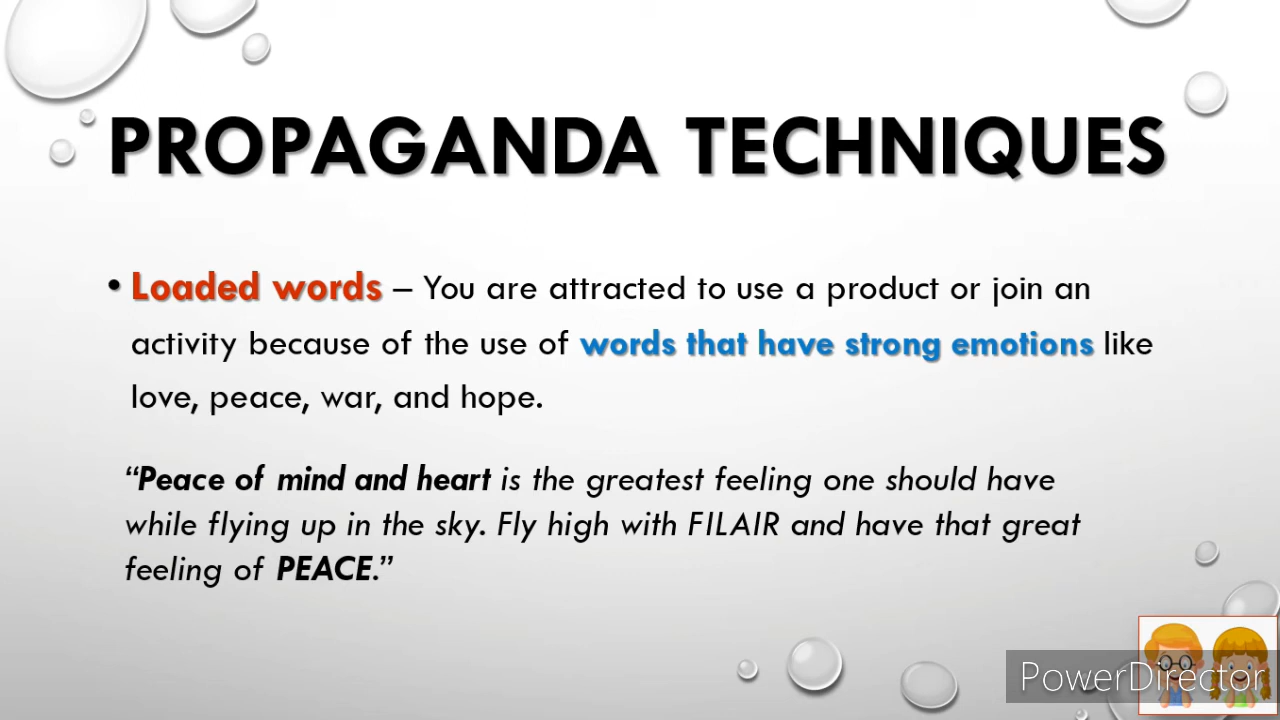 PROPAGANDA TECHNIQUES
• Loaded words – You are attracted to use a product or join an
activity because of the use of words that have strong emotions like
love, peace, war, and hope.
“Peace of mind and heart is the greatest feeling one should have
while flying up in the sky. Fly high with FILAIR and have that great
feeling of PEACE.”
PowerDirector